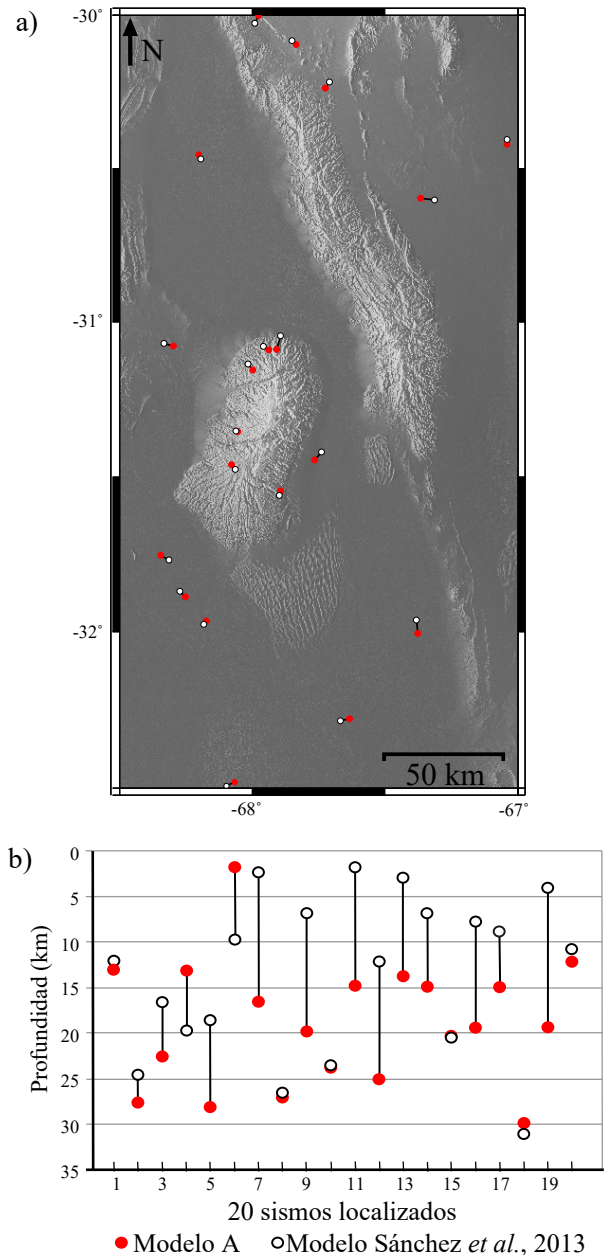 a)
-30°
N
-31°
-32°
50 km
-68°
-67°
b)
0
5
10
15
20
25
30
35
Profundidad (km)
1 3 5 7 9 11 13 15 17 19
20 sismos localizados
Modelo A Modelo Sánchez et al., 2013